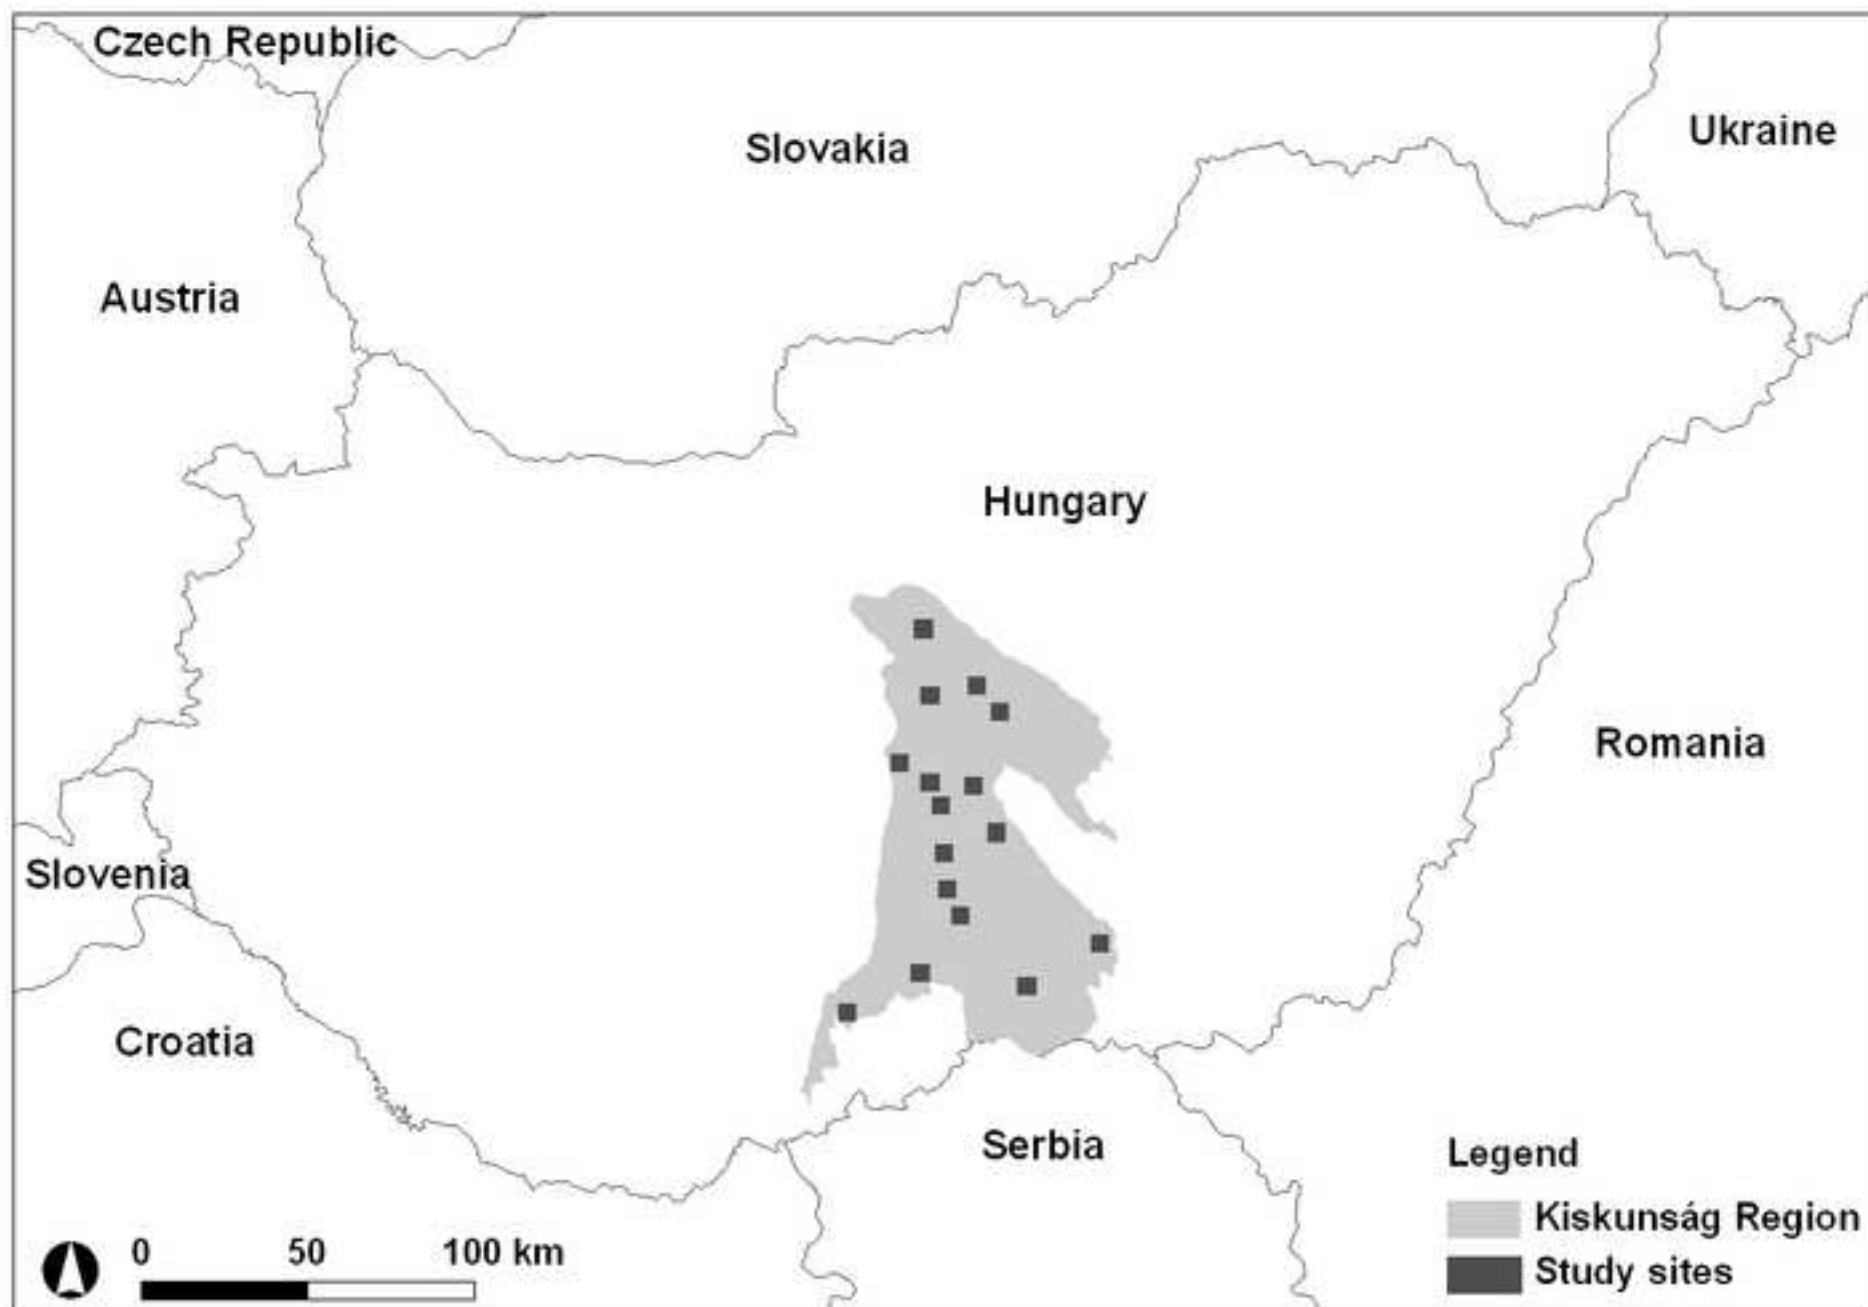 Czech Republic
Slovakia
Ukraine
Austria
Hungary
Romania
Slovenia
Croatia
Serbia
Legend
Kiskunság Region
Study sites
0 50 100 km